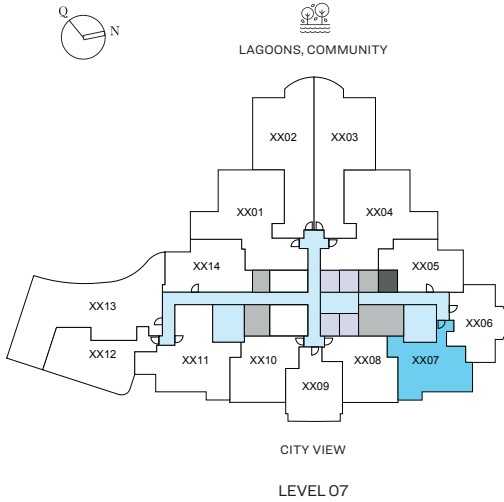 Q
N
LAGOONS, COMMUNITY
XX02 XX03
XX01 XX04
XX14 XX05
XX13 XX06
XX12 XX11 XX10 XX08 XX07
XX09
CITY VIEW
LEVEL 07